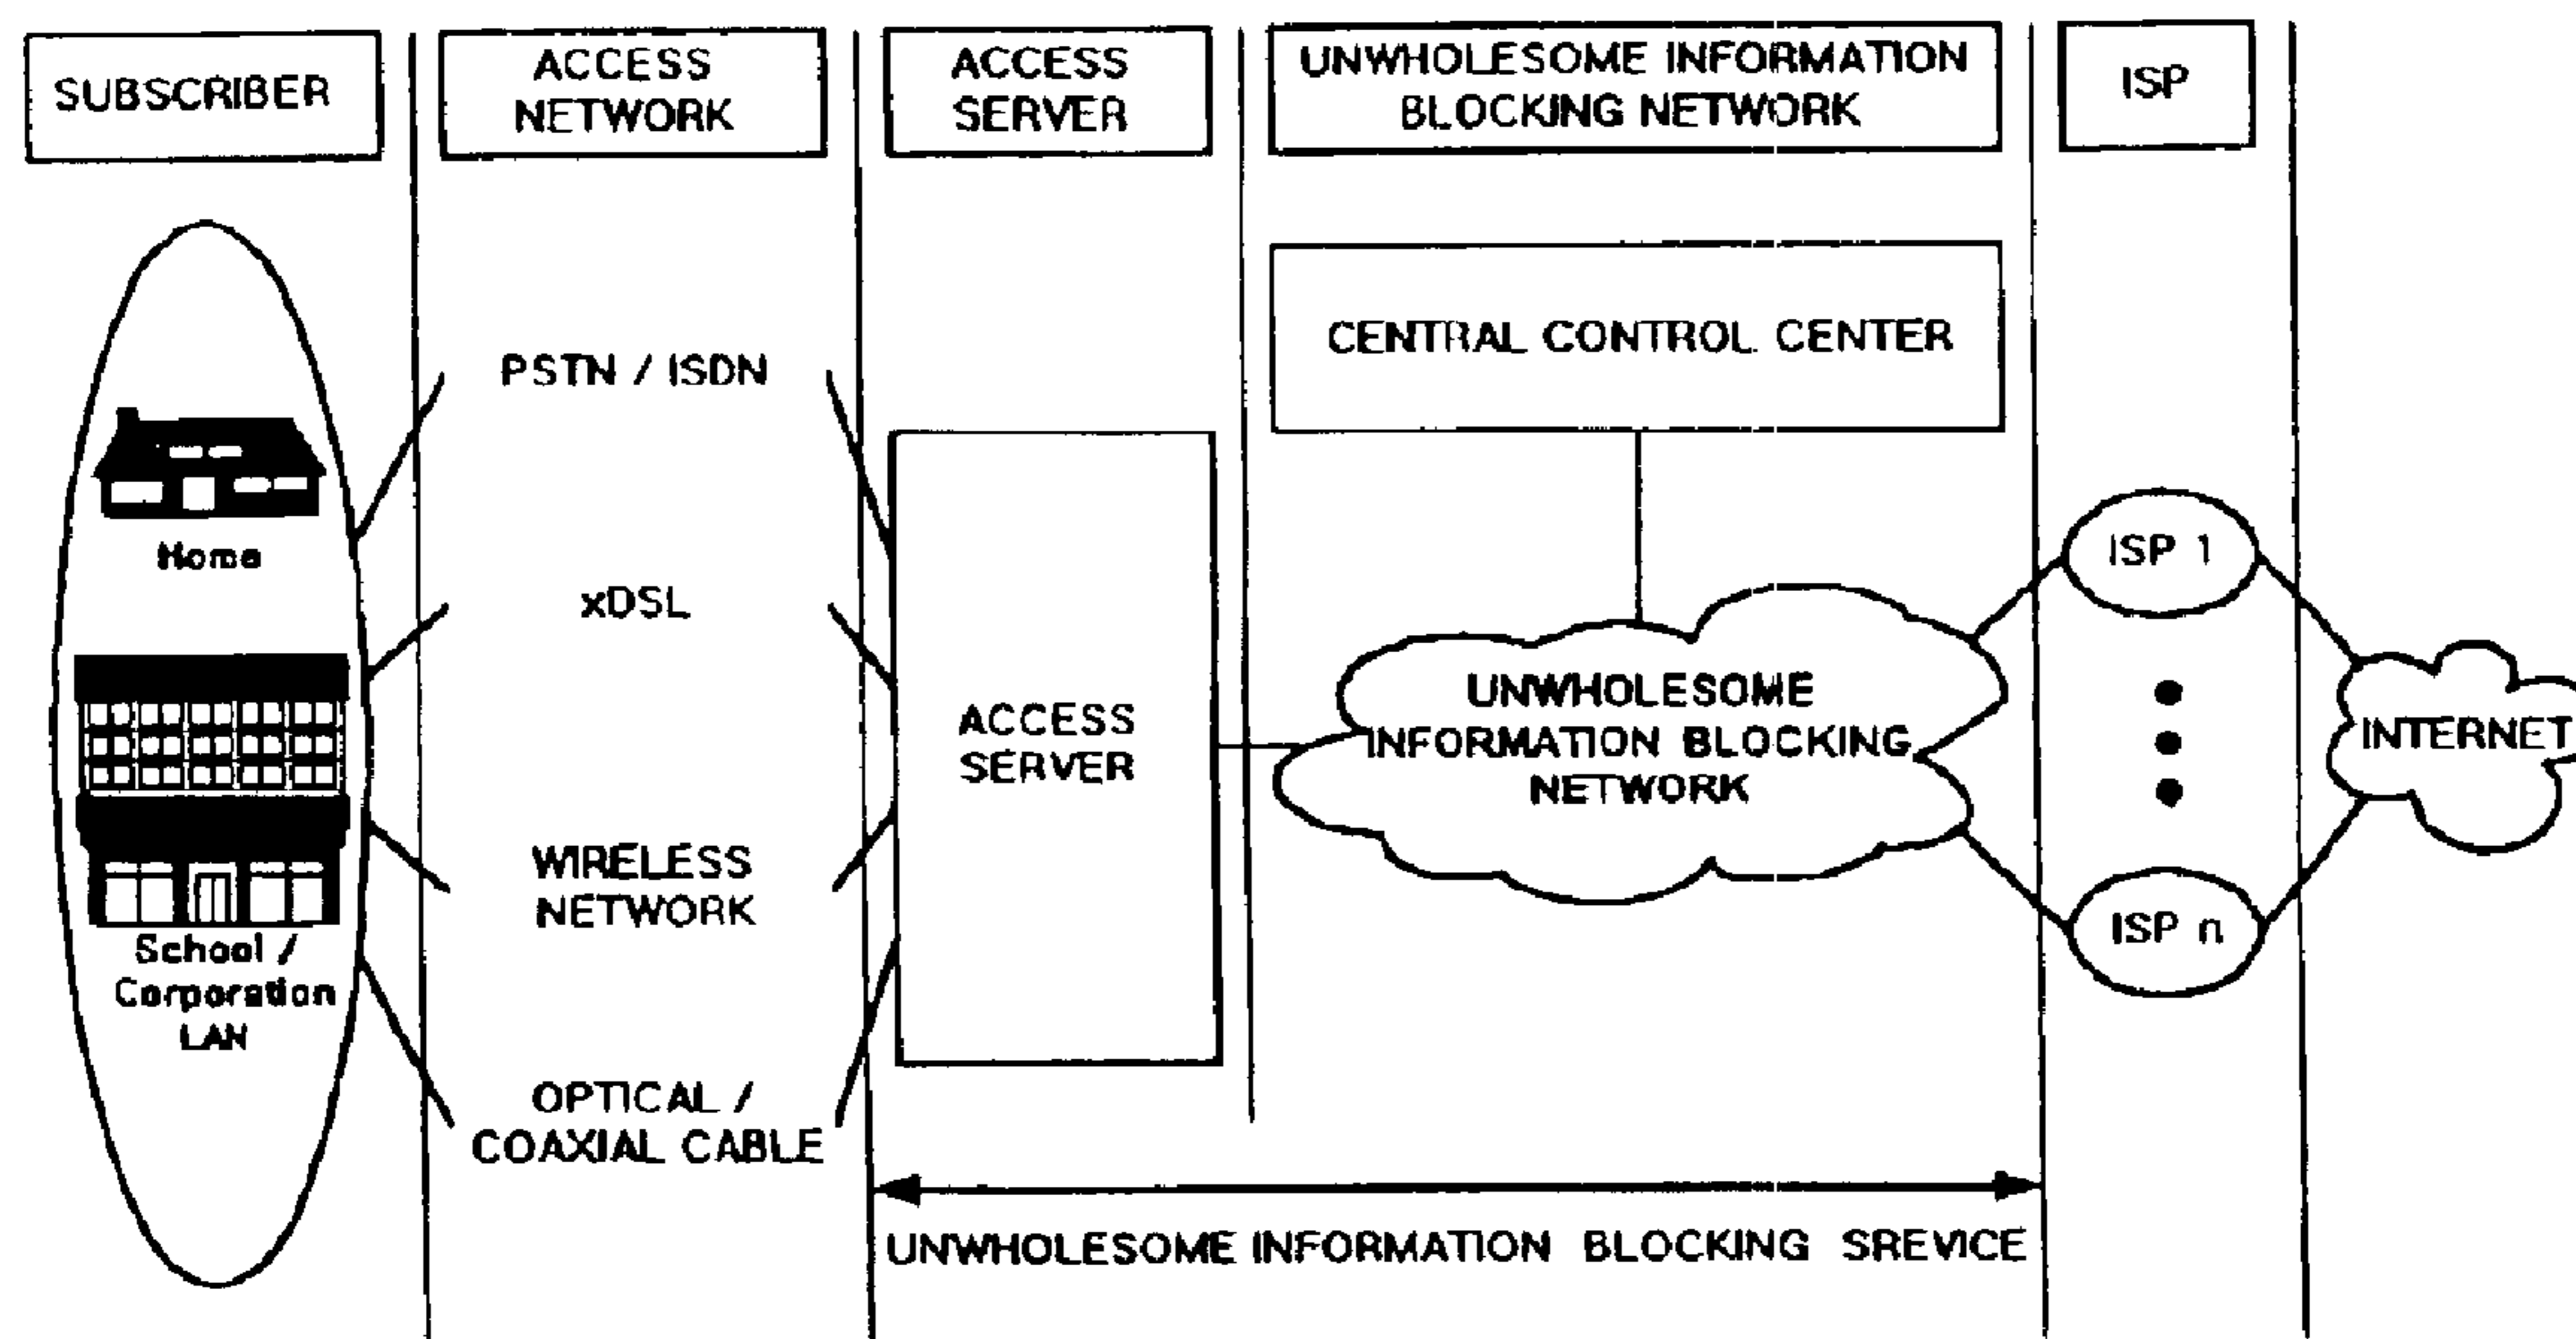 SUBSCRIBER
ACCESS
NETWORK
ACCESS
SERVER
UNWHOLESOME INFORMATION
BLOCKING NETWORK
ISP
CENTRAL CONTROL CENTER
PSTN / ISDN
Home
xDSL
WIRELESS
NETWORK
School /
Corporation
LAN
OPTICAL /
COAXIAL CABLE
ACCESS
SERVER
UNWHOLESOME
INFORMATION BLOCKING
NETWORK
ISP 1
ISP n
INTERNET
UNWHOLESOME INFORMATION BLOCKING SREVICE